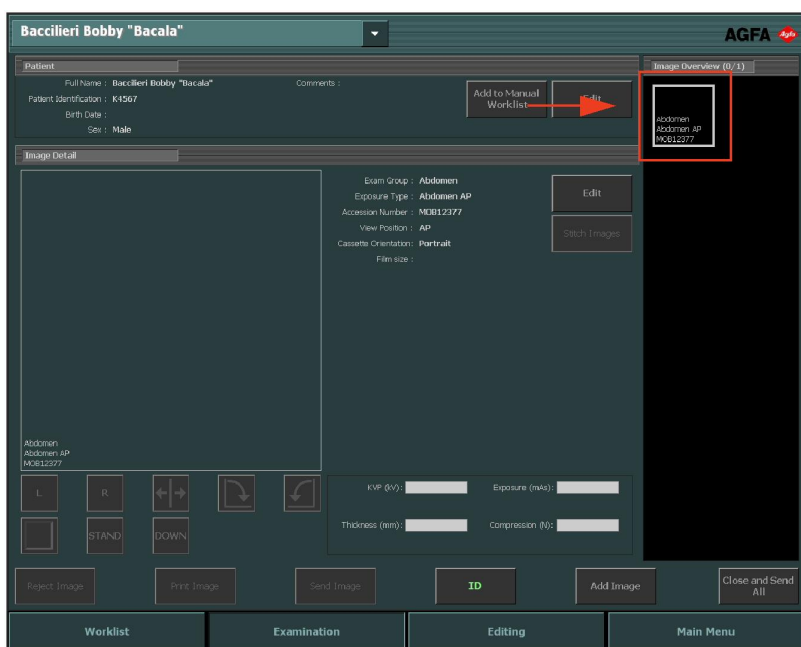 Baccilieri Bobby "Bacala"
AGFA
Agfa
Patient
Full Name : Baccilieri Bobby "Bacala"
Comments :
Patient Identification : K4567
Birth Date :
Sex : Male
Add to Manual
Worklist
Edit
Image Overview (0/1)
Abdomen
Abdomen AP
MOB12377
Image Detail
Exam Group : Abdomen
Exposure Type : Abdomen AP
Accession Number : MOB12377
View Position : AP
Cassette Orientation: Portrait
Film size :
Edit
Stitch Images
Abdomen
Abdomen AP
MOB12377
L
R
STAND
DOWN
KVP (kV):
Exposure (mAs):
Thickness (mm):
Compression (N):
Reject Image
Print Image
Send Image
ID
Add Image
Close and Send
All
Worklist
Examination
Editing
Main Menu